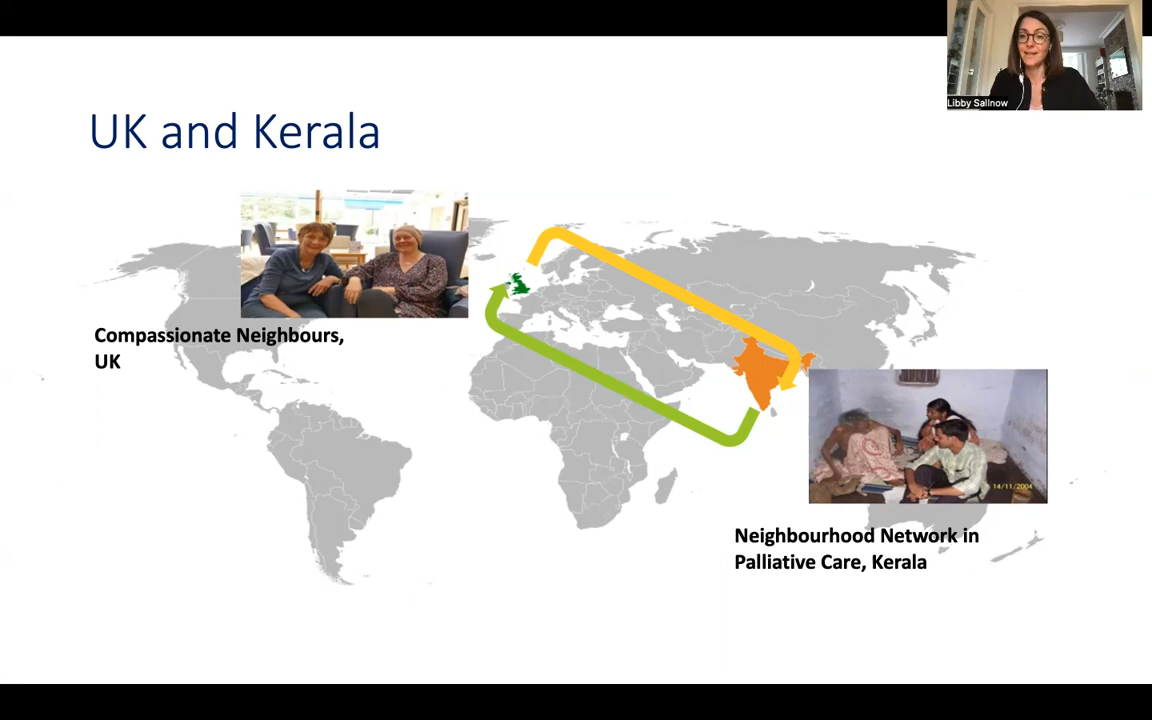 Libby Sallnow
UK and Kerala
Compassionate Neighbours,
UK
14/11/2004
Neighbourhood Network in
Palliative Care, Kerala